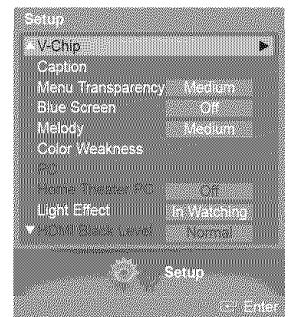 Setup
V-Chip
Caption
Menu Transparency Medium
Blue Screen Off
Melody Medium
Color Weakness
PC
Home Theater PC Off
Light Effect In Watching
HDMI Black Level Normal
Setup
Enter